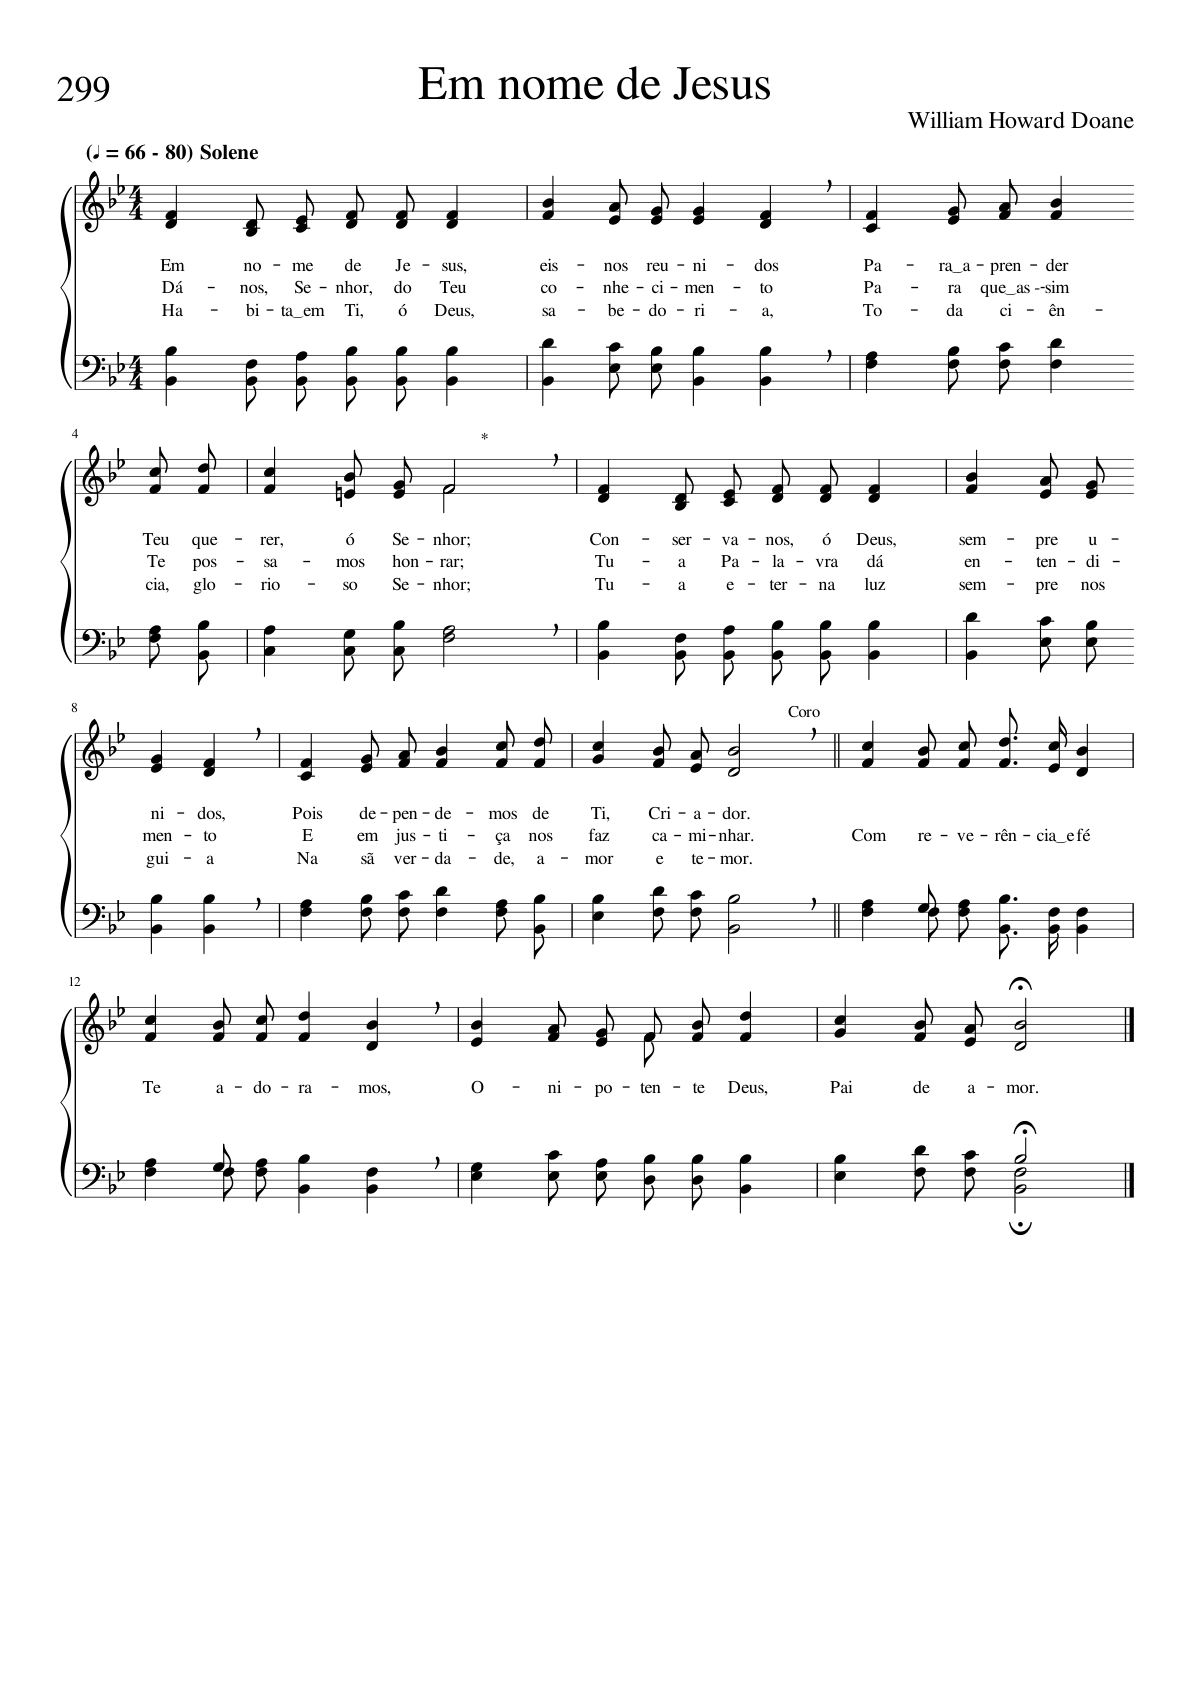 299
Em nome de Jesus
William Howard Doane
(♩ = 66 - 80) Solene
Em no - me de Je - sus, eis - nos reu - ni - dos Pa - ra_a - pren - der
Dá - nos, Se - nhor, do Teu co - nhe - ci - men - to Pa - ra que_as - -sim
Ha - bi - ta_em Ti, ó Deus, sa - be - do - ri - a, To - da ci - ên -
4
*
Teu que - rer, ó Se - nhor; Con - ser - va - nos, ó Deus, sem - pre u -
Te pos - sa - mos hon - rar; Tu - a Pa - la - vra dá en - ten - di -
cia, glo - rio - so Se - nhor; Tu - a e - ter - na luz sem - pre nos
8
Coro
ni - dos, Pois de - pen - de - mos de Ti, Cri - a - dor.
men - to E em jus - ti - ça nos faz ca - mi - nhar. Com re - ve - rên - cia_e fé
gui - a Na sã ver - da - de, a - mor e te - mor.
12
Te a - do - ra - mos, O - ni - po - ten - te Deus, Pai de a - mor.